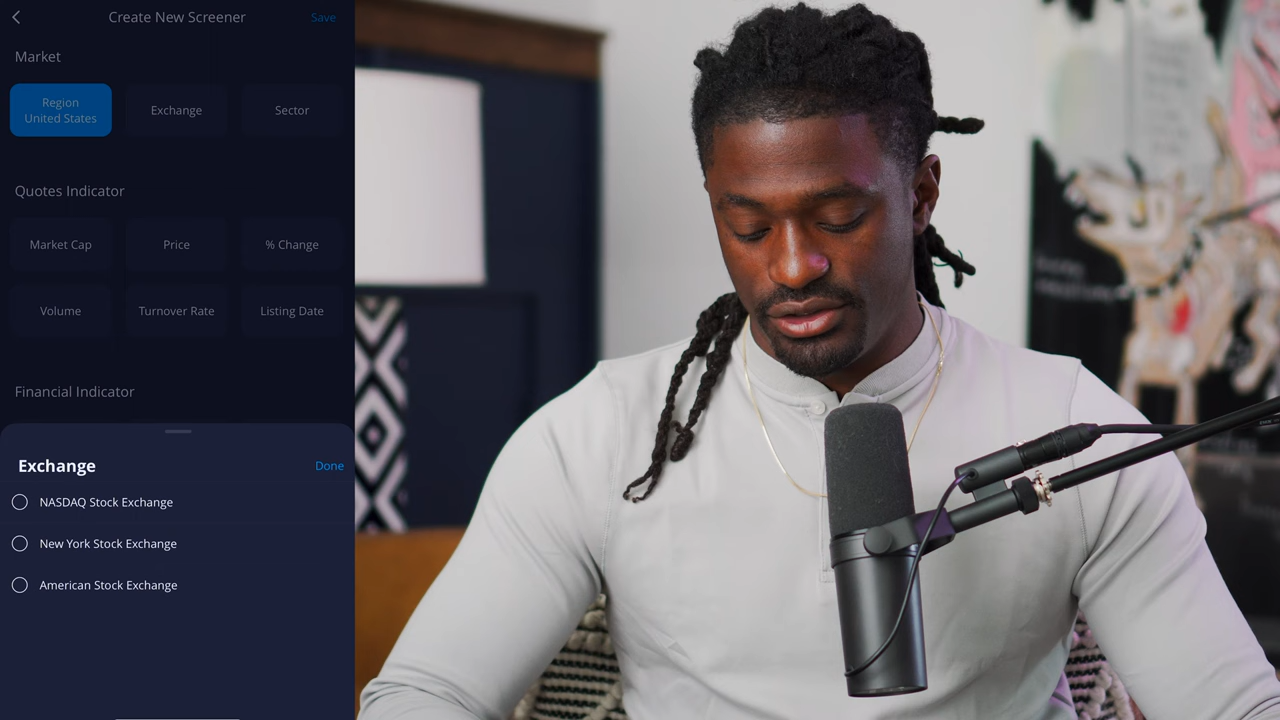 Create New Screener
Save
Market
Region
United States
Exchange
Sector
Quotes Indicator
Market Cap
Price
% Change
Volume
Turnover Rate
Listing Date
Financial Indicator
Exchange
Done
NASDAQ Stock Exchange
New York Stock Exchange
American Stock Exchange